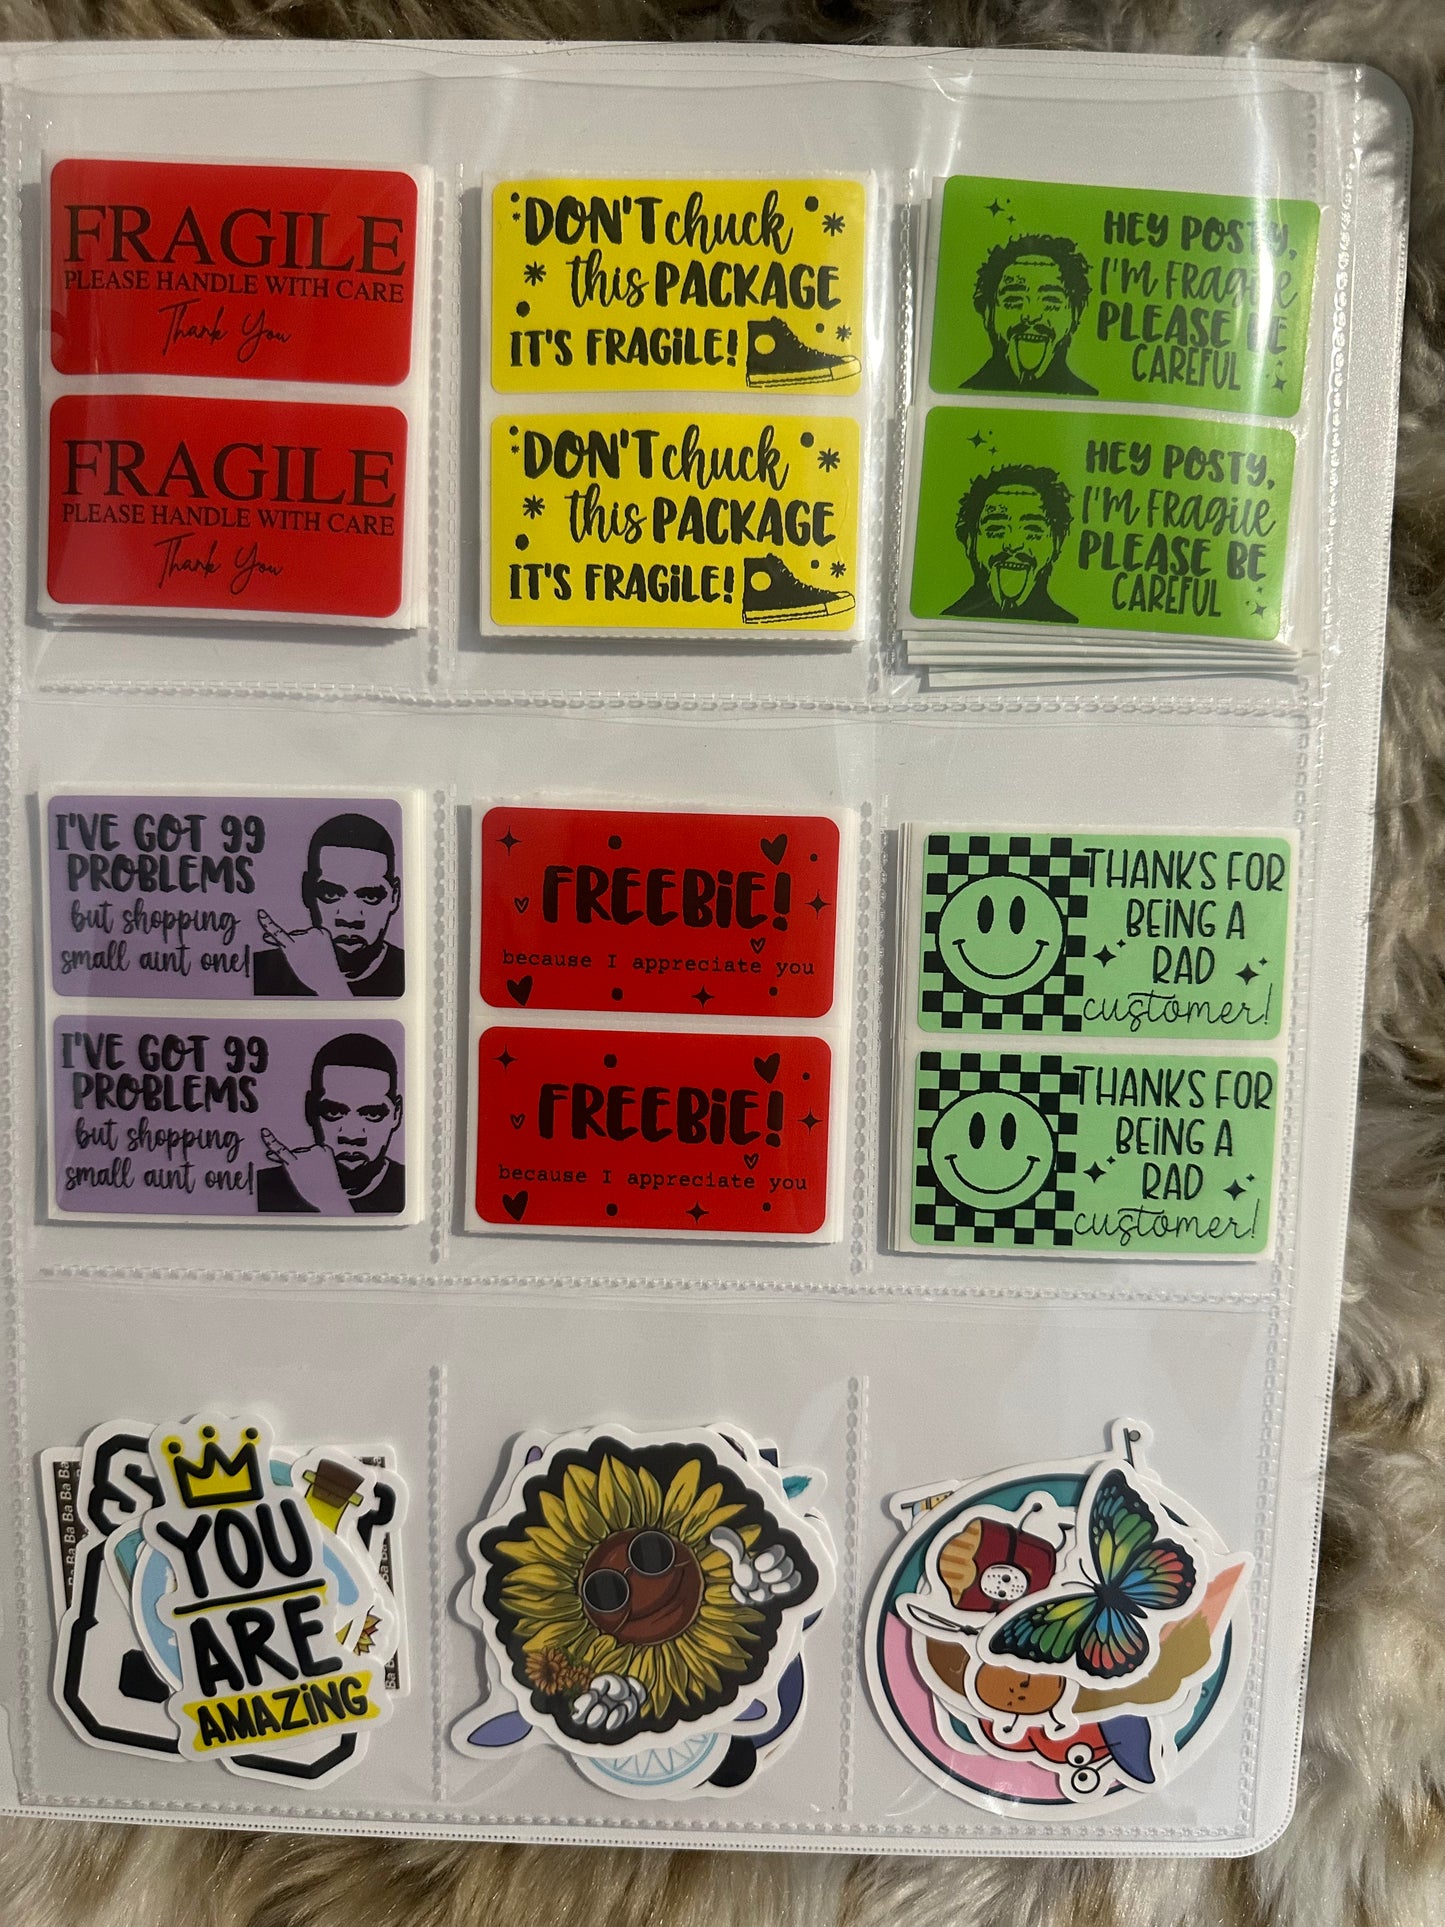 FRAGILE
PLEASE HANDLE WITH CARE
Thank You
FRAGILE
PLEASE HANDLE WITH CARE
Thank You
DON'T chuck
this PACKAGE
IT'S FRAGiLE!
DON'T chuck
this PACKAGE
IT'S FRAGiLE!
HEY POSTY,
I'M FRAGiLE
PLEASE BE
CAREFUL
HEY POSTY,
I'M FRAGiLE
PLEASE BE
CAREFUL
I'VE GOT 99
PROBLEMS
but shopping
small aint one!
I'VE GOT 99
PROBLEMS
but shopping
small aint one!
FREEBiE!
because I appreciate you
FREEBiE!
because I appreciate you
THANKS FOR
BEiNG A
RAD
customer!
THANKS FOR
BEiNG A
RAD
customer!
Ba Ba Ba Ba
YOU
ARE
AMAZiNG